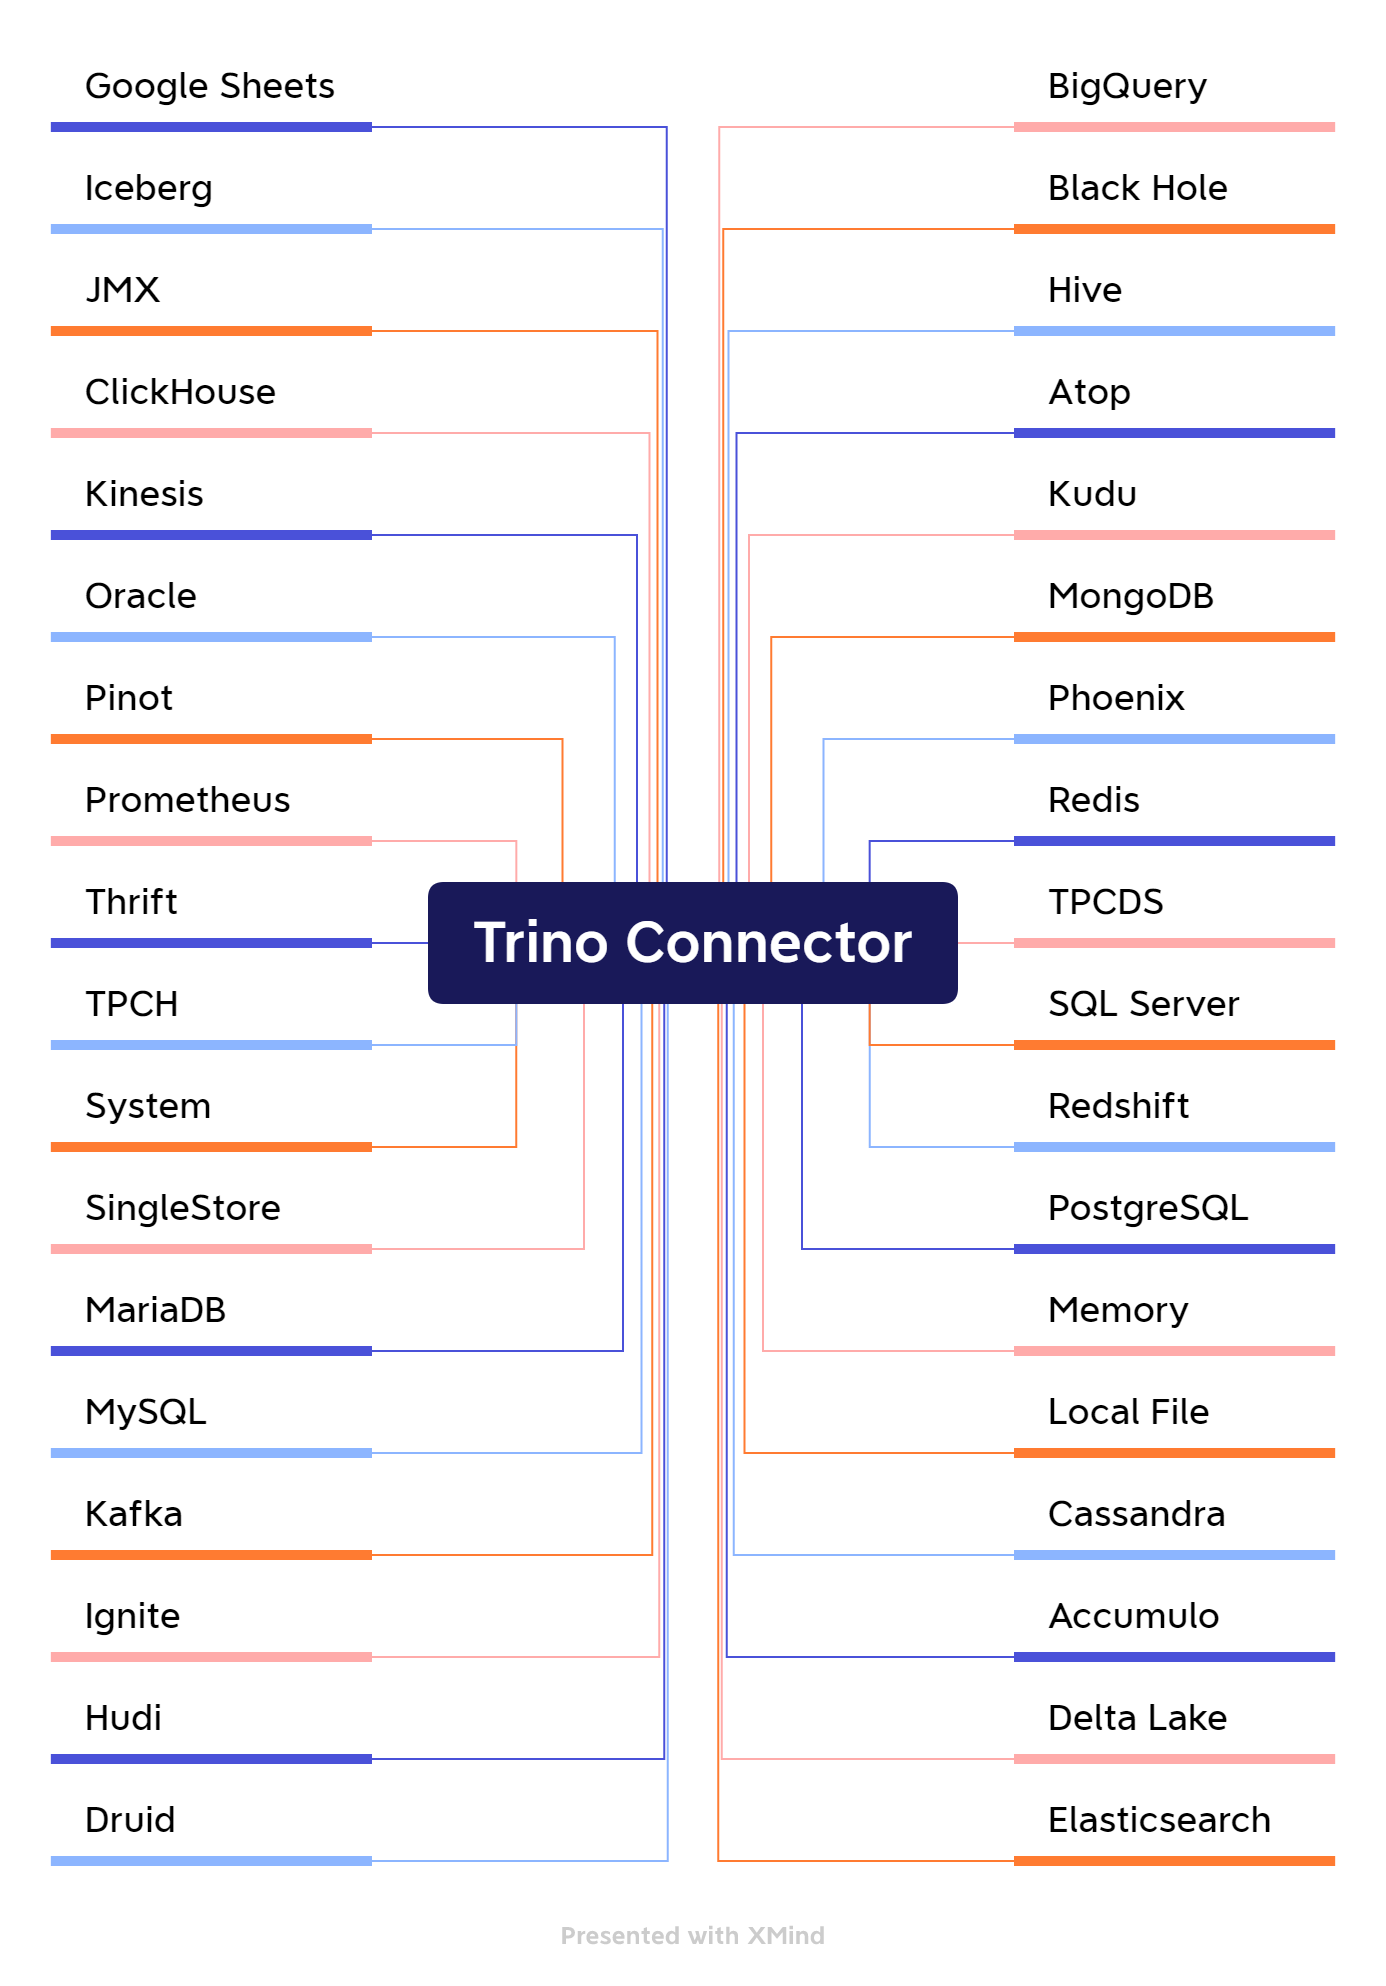 Google Sheets
Iceberg
JMX
ClickHouse
Kinesis
Oracle
Pinot
Prometheus
Thrift
TPCH
System
SingleStore
MariaDB
MySQL
Kafka
Ignite
Hudi
Druid
Trino Connector
BigQuery
Black Hole
Hive
Atop
Kudu
MongoDB
Phoenix
Redis
TPCDS
SQL Server
Redshift
PostgreSQL
Memory
Local File
Cassandra
Accumulo
Delta Lake
Elasticsearch
Presented with XMind